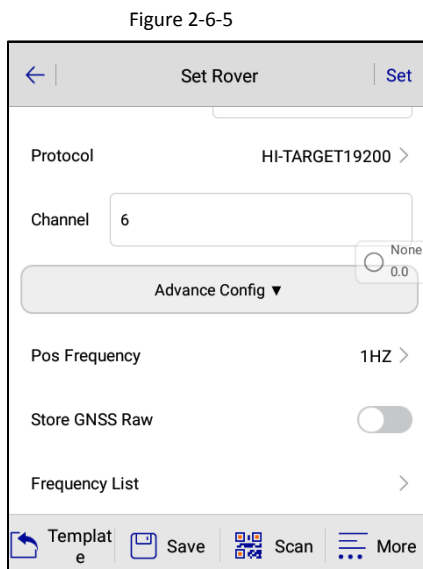 Figure 2-6-5
Set Rover
Set
Protocol
HI-TARGET19200
Channel
6
None
0.0
Advance Config ▼
Pos Frequency
1HZ
Store GNSS Raw
Frequency List
Templat
e
Save
Scan
More